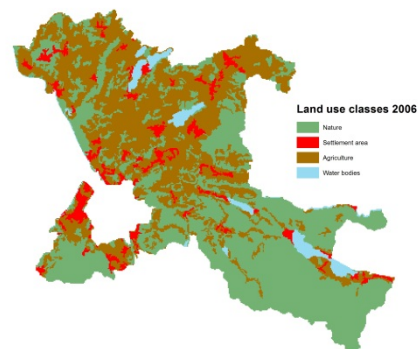 Land use classes 2006
Nature
Settlement area
Agriculture
Water bodies